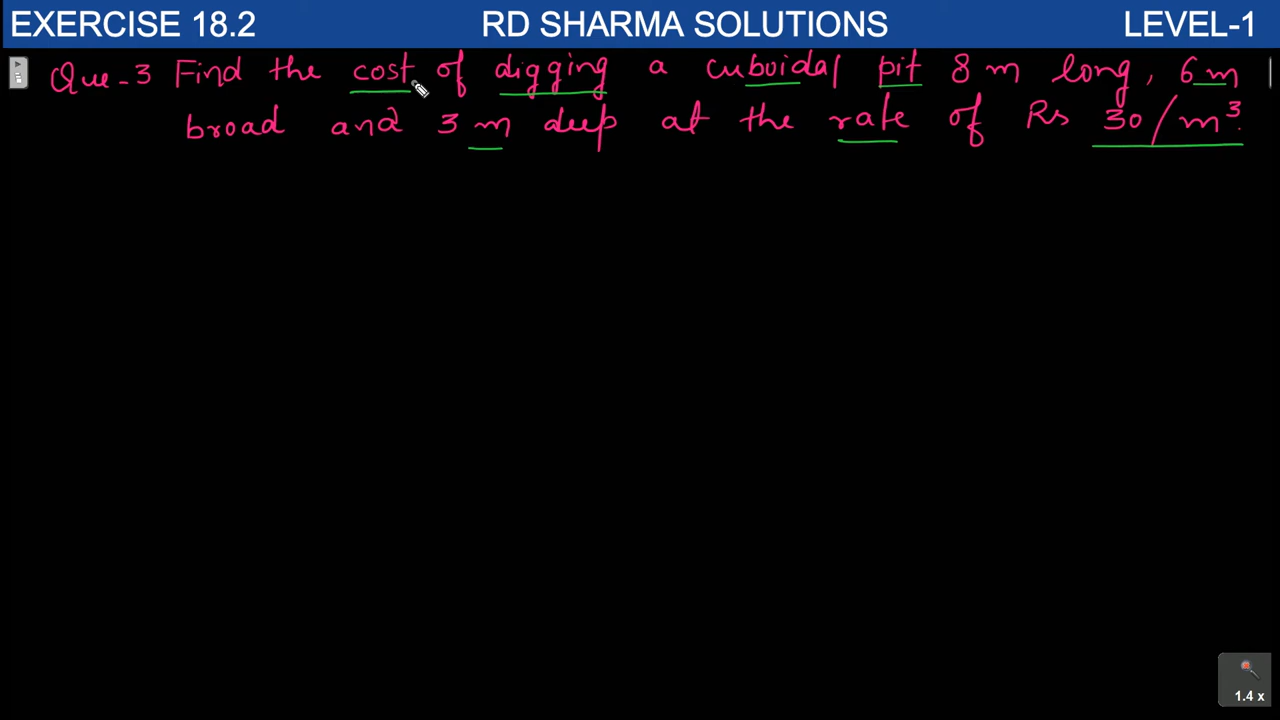 EXERCISE 18.2 RD SHARMA SOLUTIONS LEVEL-1
Que-3 Find the cost of digging a cuboidal pit 8 m long, 6 m
broad and 3 m deep at the rate of Rs 30/m³.
1.4 x